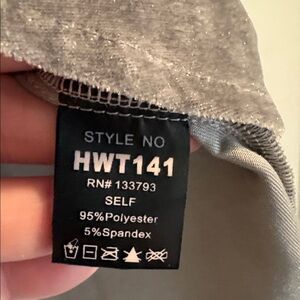 STYLE NO
HWT141
RN# 133793
SELF
95%Polyester
5%Spandex